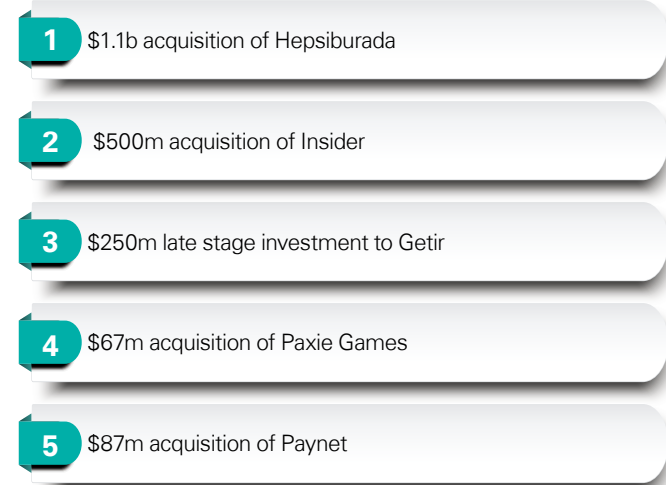 1 $1.1b acquisition of Hepsiburada
2 $500m acquisition of Insider
3 $250m late stage investment to Getir
4 $67m acquisition of Paxie Games
5 $87m acquisition of Paynet